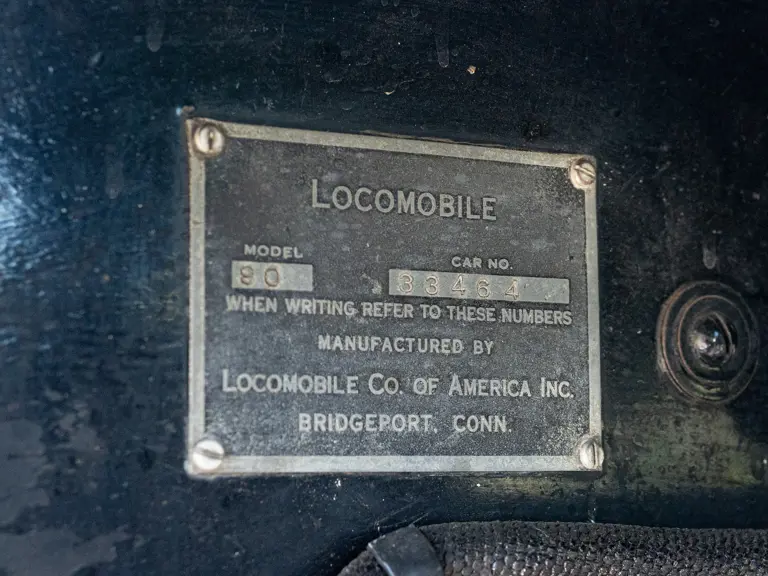 LOCOMOBILE
MODEL CAR NO.
90 33464
WHEN WRITING REFER TO THESE NUMBERS
MANUFACTURED BY
LOCOMOBILE CO. OF AMERICA INC.
BRIDGEPORT, CONN.